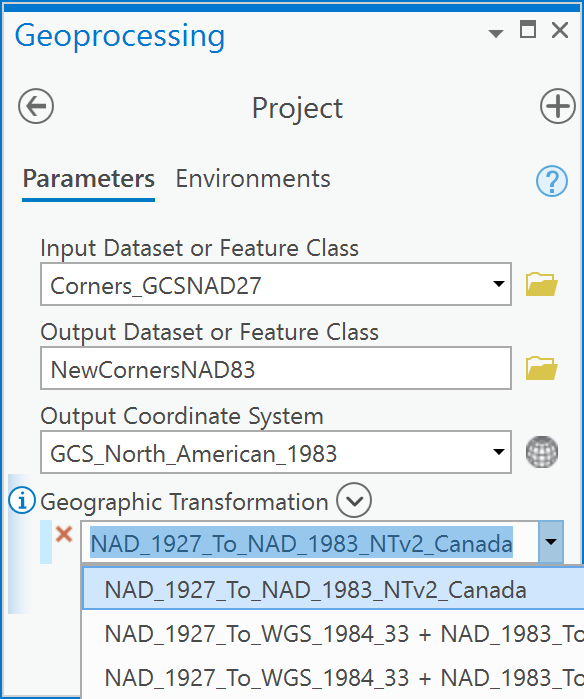 Geoprocessing
Project
Parameters Environments
Input Dataset or Feature Class
Corners_GCSNAD27
Output Dataset or Feature Class
NewCornersNAD83
Output Coordinate System
GCS_North_American_1983
Geographic Transformation
NAD_1927_To_NAD_1983_NTv2_Canada
NAD_1927_To_NAD_1983_NTv2_Canada
NAD_1927_To_WGS_1984_33 + NAD_1983_To
NAD_1927_To_WGS_1984_33 + NAD_1983_To